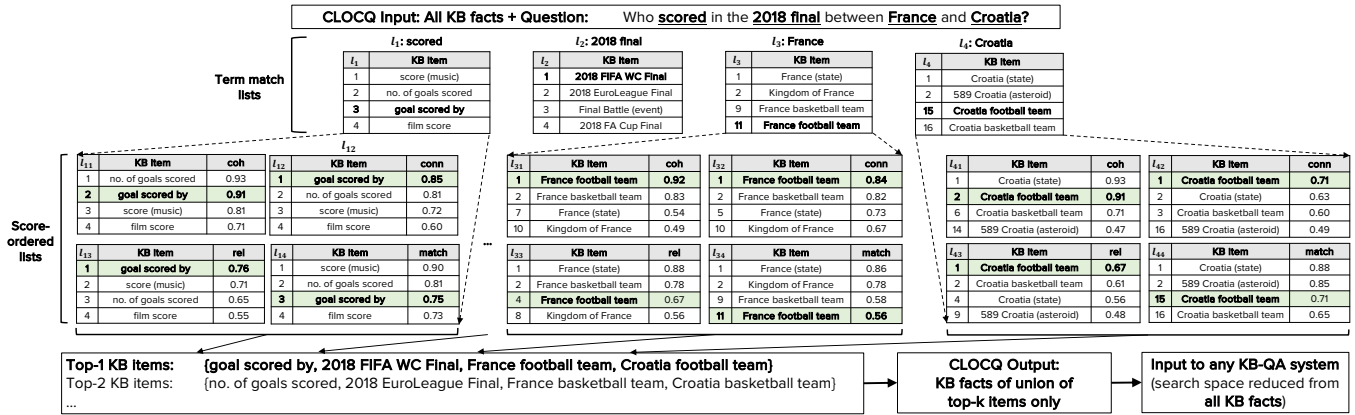 CLOCQ Input: All KB facts + Question: Who scored in the 2018 final between France and Croatia?
Term match lists
l₁: scored
l₁ KB Item
1 score (music)
2 no. of goals scored
3 goal scored by
4 film score
l₂: 2018 final
l₂ KB Item
1 2018 FIFA WC Final
2 2018 EuroLeague Final
3 Final Battle (event)
4 2018 FA Cup Final
l₃: France
l₃ KB Item
1 France (state)
2 Kingdom of France
9 France basketball team
11 France football team
l₄: Croatia
l₄ KB Item
1 Croatia (state)
2 589 Croatia (asteroid)
15 Croatia football team
16 Croatia basketball team
Score-ordered lists
l₁₂
l₁₁ KB Item coh
1 no. of goals scored 0.93
2 goal scored by 0.91
3 score (music) 0.81
4 film score 0.71
l₁₂ KB Item conn
1 goal scored by 0.85
2 no. of goals scored 0.81
3 score (music) 0.72
4 film score 0.60
l₁₃ KB Item rel
1 goal scored by 0.76
2 score (music) 0.71
3 no. of goals scored 0.65
4 film score 0.55
l₁₄ KB Item match
1 score (music) 0.90
2 no. of goals scored 0.81
3 goal scored by 0.75
4 film score 0.73
...
l₃₁ KB Item coh
1 France football team 0.92
2 France basketball team 0.83
7 France (state) 0.54
10 Kingdom of France 0.49
l₃₂ KB Item conn
1 France football team 0.84
2 France basketball team 0.82
5 France (state) 0.73
10 Kingdom of France 0.67
l₃₃ KB Item rel
1 France (state) 0.88
2 France basketball team 0.78
4 France football team 0.67
8 Kingdom of France 0.56
l₃₄ KB Item match
1 France (state) 0.86
2 Kingdom of France 0.78
9 France basketball team 0.58
11 France football team 0.56
l₄₁ KB Item coh
1 Croatia (state) 0.93
2 Croatia football team 0.91
6 Croatia basketball team 0.71
14 589 Croatia (asteroid) 0.47
l₄₂ KB Item conn
1 Croatia football team 0.71
2 Croatia (state) 0.63
3 Croatia basketball team 0.60
16 589 Croatia (asteroid) 0.49
l₄₃ KB Item rel
1 Croatia football team 0.67
2 Croatia basketball team 0.61
4 Croatia (state) 0.56
9 589 Croatia (asteroid) 0.48
l₄₄ KB Item match
1 Croatia (state) 0.88
2 589 Croatia (asteroid) 0.85
15 Croatia football team 0.71
16 Croatia basketball team 0.65
Top-1 KB items: {goal scored by, 2018 FIFA WC Final, France football team, Croatia football team}
Top-2 KB items: {no. of goals scored, 2018 EuroLeague Final, France basketball team, Croatia basketball team}
...
CLOCQ Output:
KB facts of union of
top-k items only
Input to any KB-QA system
(search space reduced from
all KB facts)